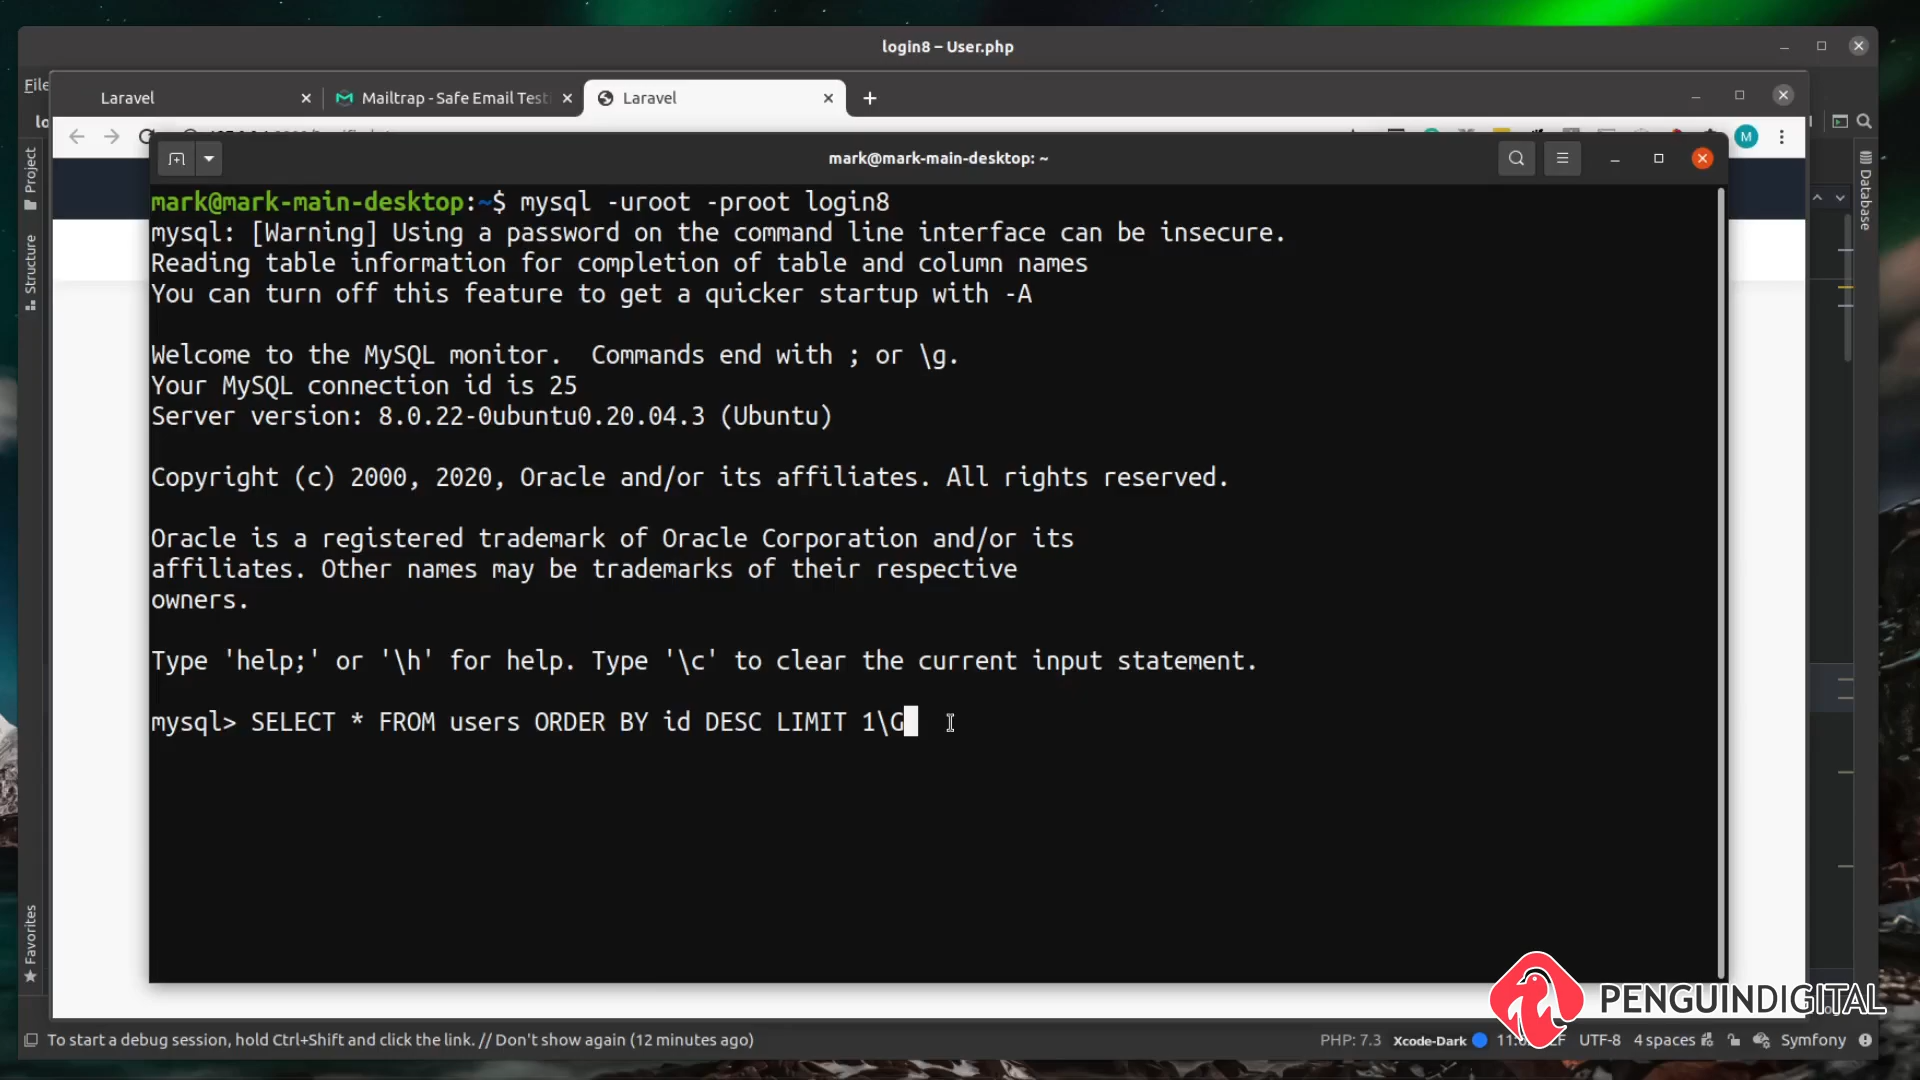 login8 – User.php
File
Laravel
Mailtrap - Safe Email Testi
Laravel
lo
M
mark@mark-main-desktop: ~
Project
Structure
Favorites
Database
mark@mark-main-desktop:~$ mysql -uroot -proot login8
mysql: [Warning] Using a password on the command line interface can be insecure.
Reading table information for completion of table and column names
You can turn off this feature to get a quicker startup with -A
Welcome to the MySQL monitor.  Commands end with ; or \g.
Your MySQL connection id is 25
Server version: 8.0.22-0ubuntu0.20.04.3 (Ubuntu)
Copyright (c) 2000, 2020, Oracle and/or its affiliates. All rights reserved.
Oracle is a registered trademark of Oracle Corporation and/or its
affiliates. Other names may be trademarks of their respective
owners.
Type 'help;' or '\h' for help. Type '\c' to clear the current input statement.
mysql> SELECT * FROM users ORDER BY id DESC LIMIT 1\G
PENGUINDIGITAL
To start a debug session, hold Ctrl+Shift and click the link. // Don't show again (12 minutes ago)
PHP: 7.3
Xcode-Dark
UTF-8
4 spaces
Symfony